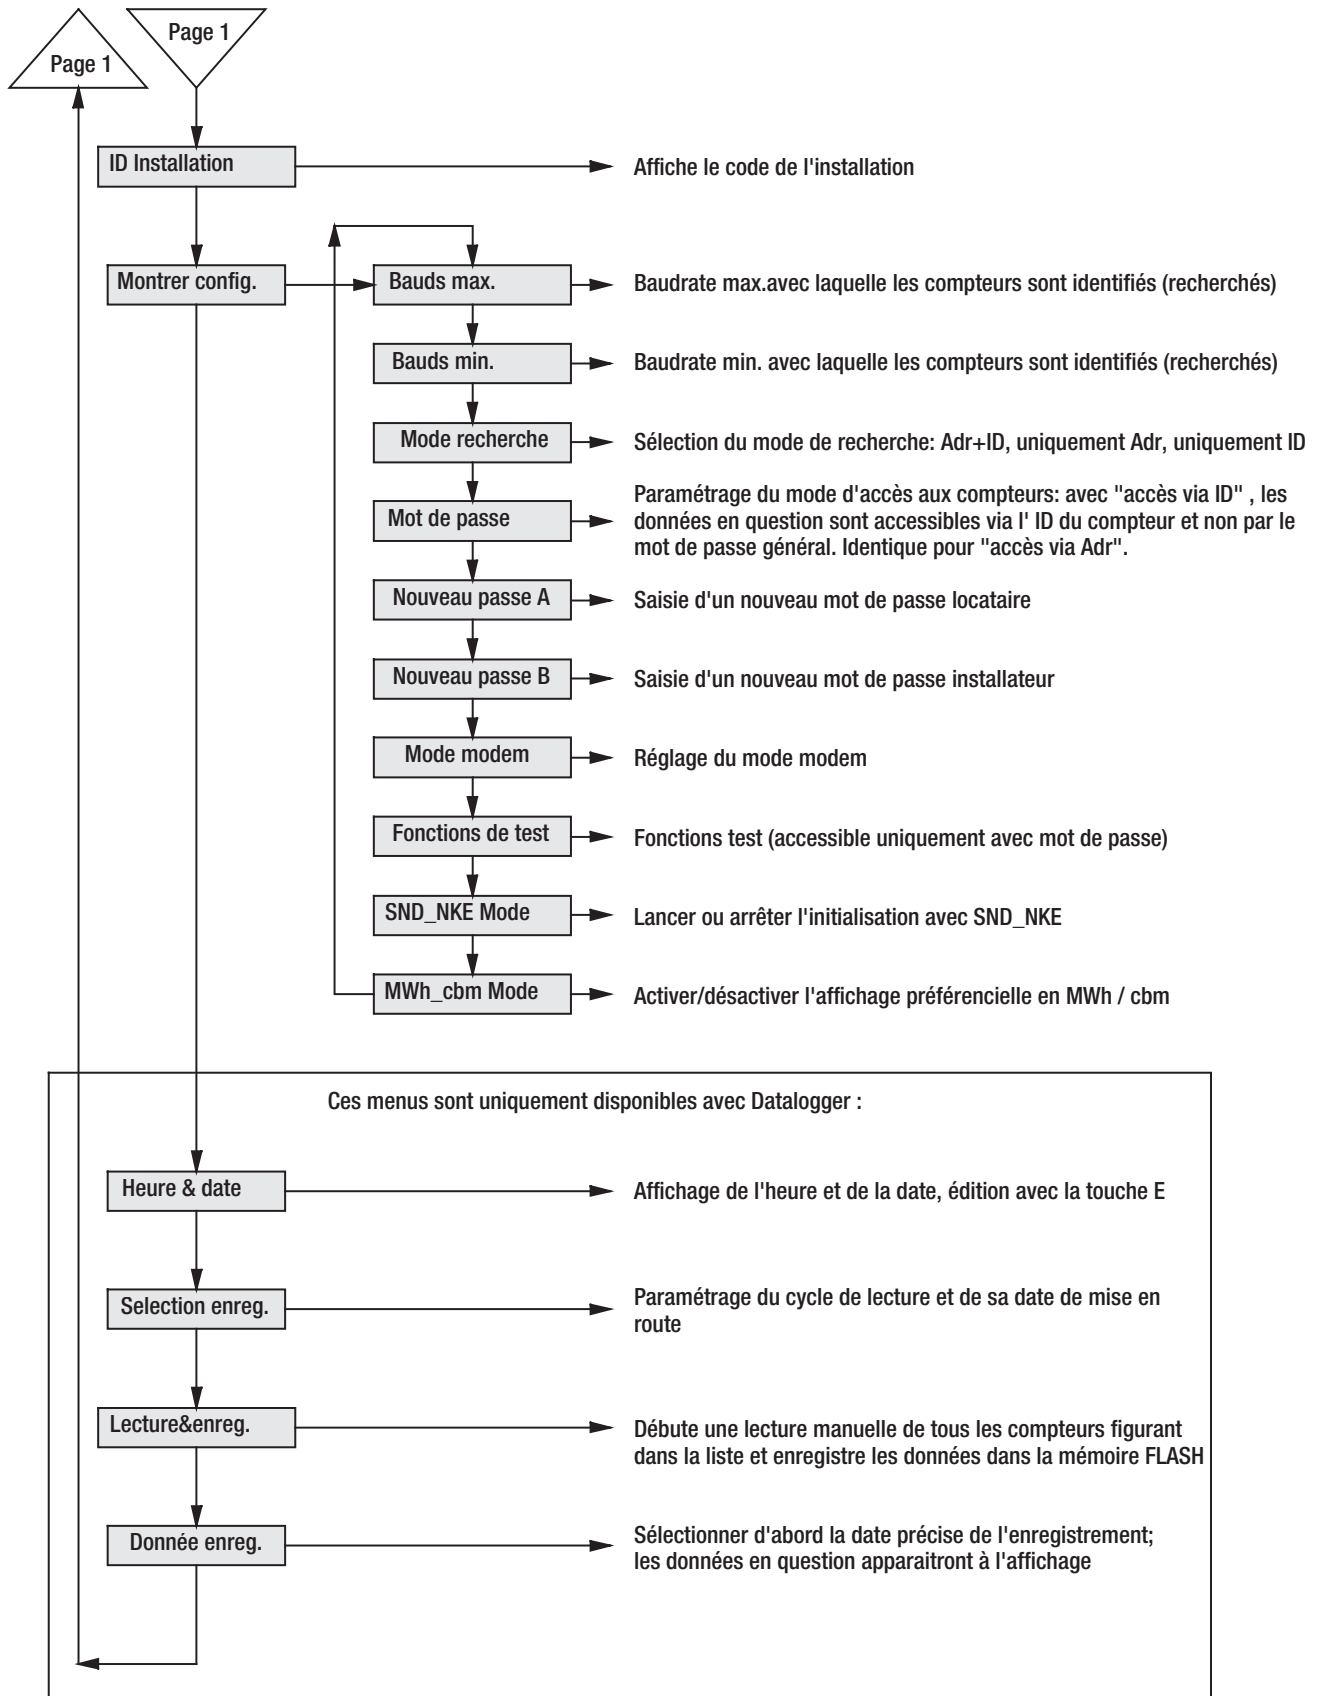 Page 1
Page 1
ID Installation
Affiche le code de l'installation
Montrer config.
Bauds max.
Baudrate max.avec laquelle les compteurs sont identifiés (recherchés)
Bauds min.
Baudrate min. avec laquelle les compteurs sont identifiés (recherchés)
Mode recherche
Sélection du mode de recherche: Adr+ID, uniquement Adr, uniquement ID
Mot de passe
Paramétrage du mode d'accès aux compteurs: avec "accès via ID" , les
données en question sont accessibles via l' ID du compteur et non par le
mot de passe général. Identique pour "accès via Adr".
Nouveau passe A
Saisie d'un nouveau mot de passe locataire
Nouveau passe B
Saisie d'un nouveau mot de passe installateur
Mode modem
Réglage du mode modem
Fonctions de test
Fonctions test (accessible uniquement avec mot de passe)
SND_NKE Mode
Lancer ou arrêter l'initialisation avec SND_NKE
MWh_cbm Mode
Activer/désactiver l'affichage préférencielle en MWh / cbm
Ces menus sont uniquement disponibles avec Datalogger :
Heure & date
Affichage de l'heure et de la date, édition avec la touche E
Selection enreg.
Paramétrage du cycle de lecture et de sa date de mise en
route
Lecture&enreg.
Débute une lecture manuelle de tous les compteurs figurant
dans la liste et enregistre les données dans la mémoire FLASH
Donnée enreg.
Sélectionner d'abord la date précise de l'enregistrement;
les données en question apparaitront à l'affichage